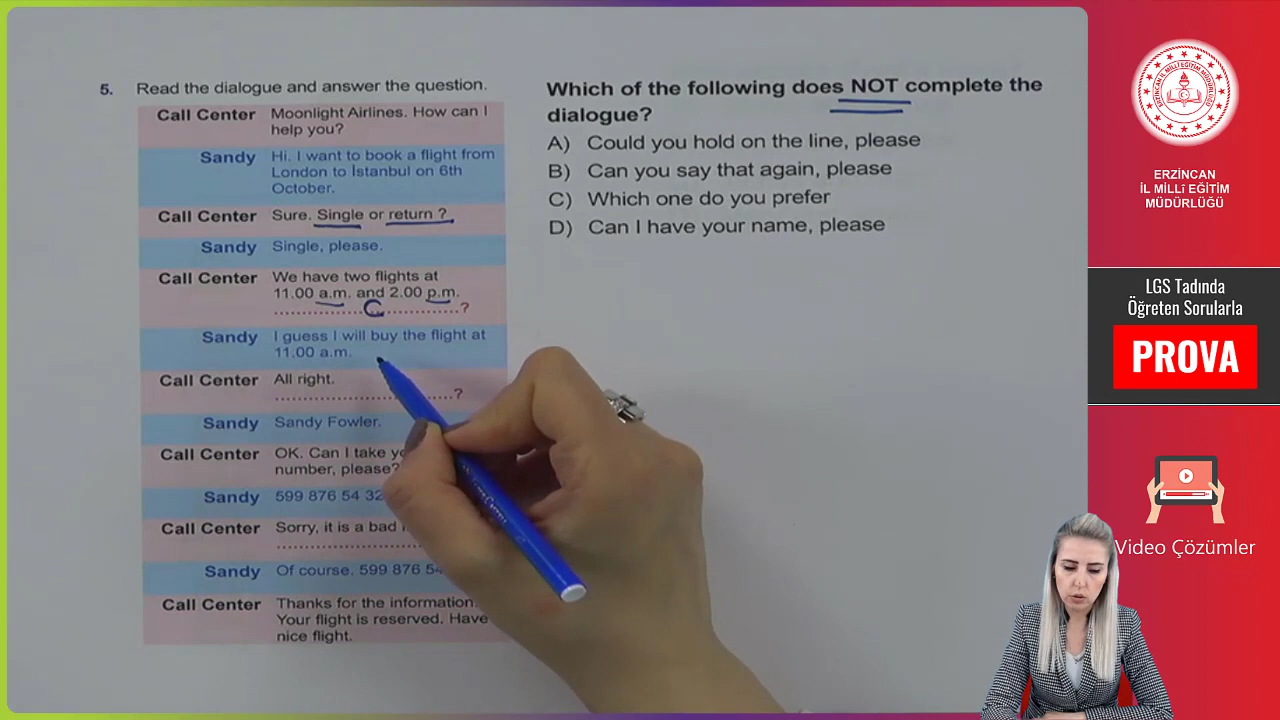 5. Read the dialogue and answer the question.
Call Center Moonlight Airlines. How can I
help you?
Sandy Hi. I want to book a flight from
London to İstanbul on 6th
October.
Call Center Sure. Single or return ?
Sandy Single, please.
Call Center We have two flights at
11.00 a.m. and 2.00 p.m.
....................C....................?
Sandy I guess I will buy the flight at
11.00 a.m.
Call Center All right.
........................................?
Sandy Sandy Fowler.
Call Center OK. Can I take
number, please?
Sandy 599 876 54 32
Call Center Sorry, it is a bad
..............................
Sandy Of course. 599 876 54
Call Center Thanks for the information.
Your flight is reserved. Have
nice flight.
Which of the following does NOT complete the
dialogue?
A) Could you hold on the line, please
B) Can you say that again, please
C) Which one do you prefer
D) Can I have your name, please
ERZİNCAN
İL MİLLî EĞİTİM
MÜDÜRLÜĞÜ
LGS Tadında
Öğreten Sorularla
PROVA
Video Çözümler